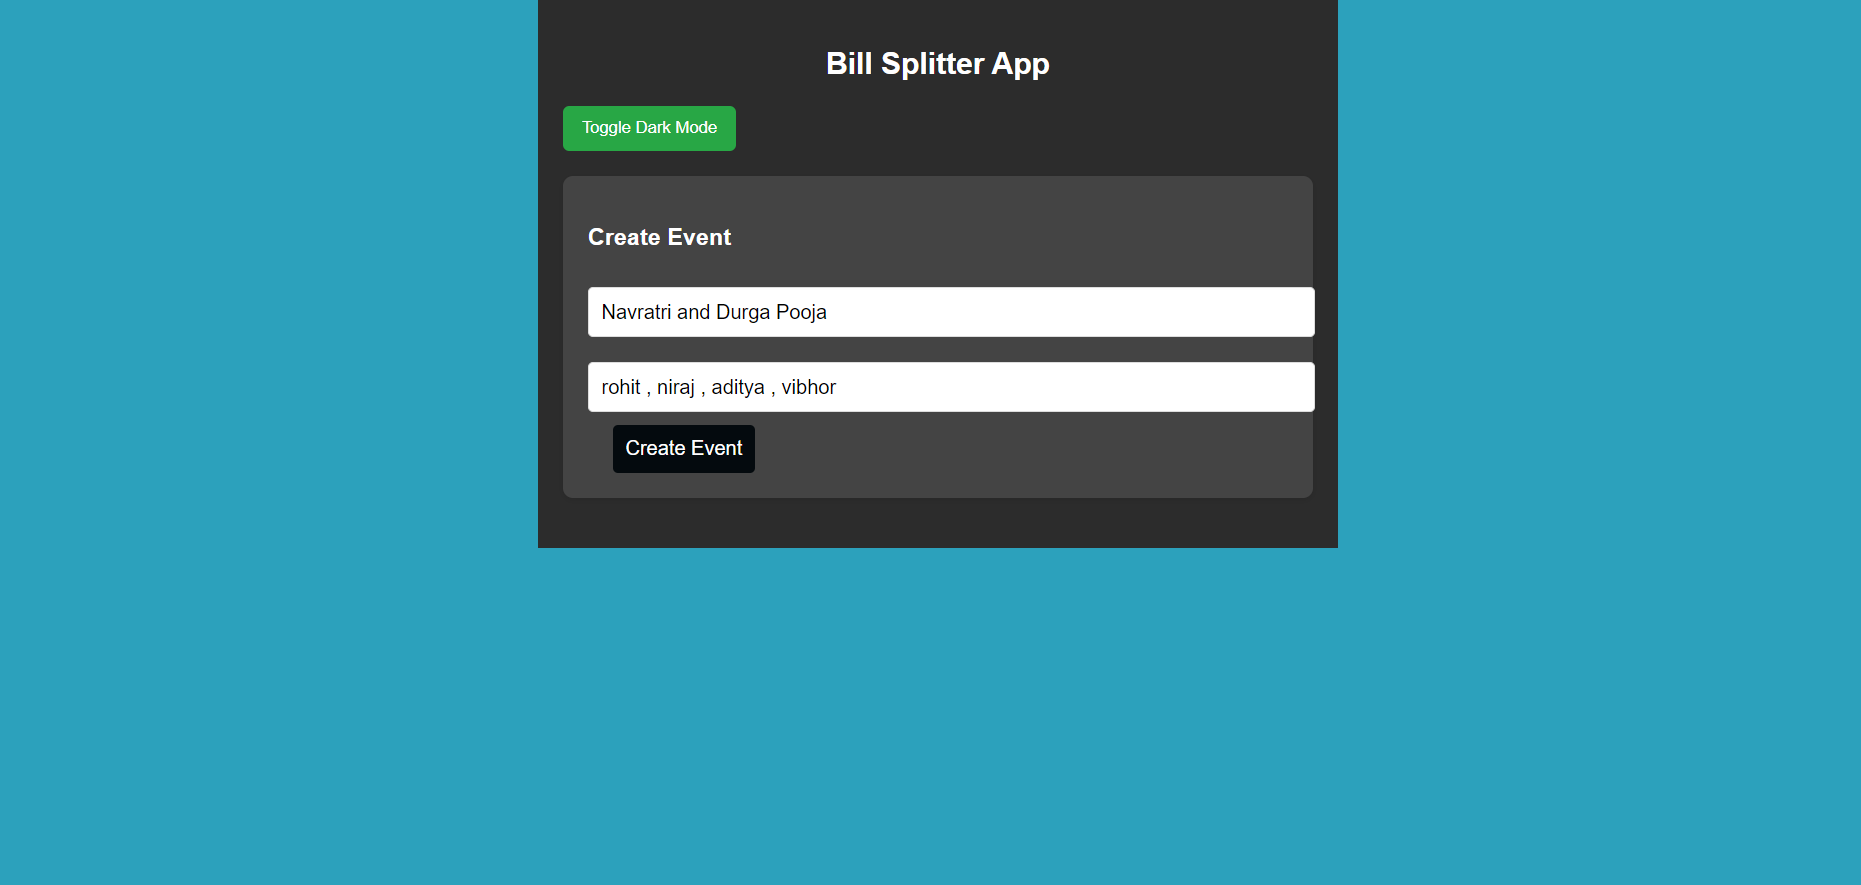 Bill Splitter App
Toggle Dark Mode
Create Event
Navratri and Durga Pooja
rohit , niraj , aditya , vibhor
Create Event